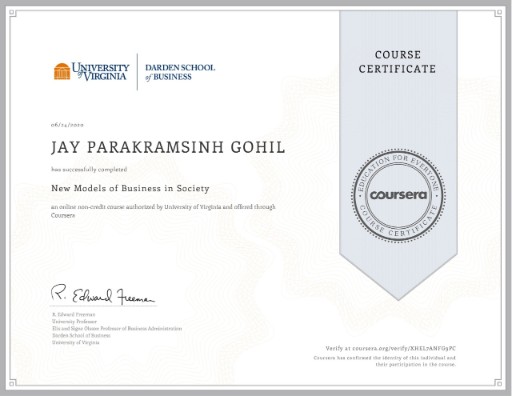 UNIVERSITY of VIRGINIA
DARDEN SCHOOL of BUSINESS
COURSE CERTIFICATE
06/14/2020
JAY PARAKRAMSINH GOHIL
has successfully completed
New Models of Business in Society
an online non-credit course authorized by University of Virginia and offered through
Coursera
EDUCATION FOR EVERYONE
coursera
COURSE CERTIFICATE
R. Edward Freeman
R. Edward Freeman
University Professor
Elis and Signe Olsson Professor of Business Administration
Darden School of Business
University of Virginia
Verify at coursera.org/verify/
Coursera has confirmed the identity of this individual and
their participation in the course.